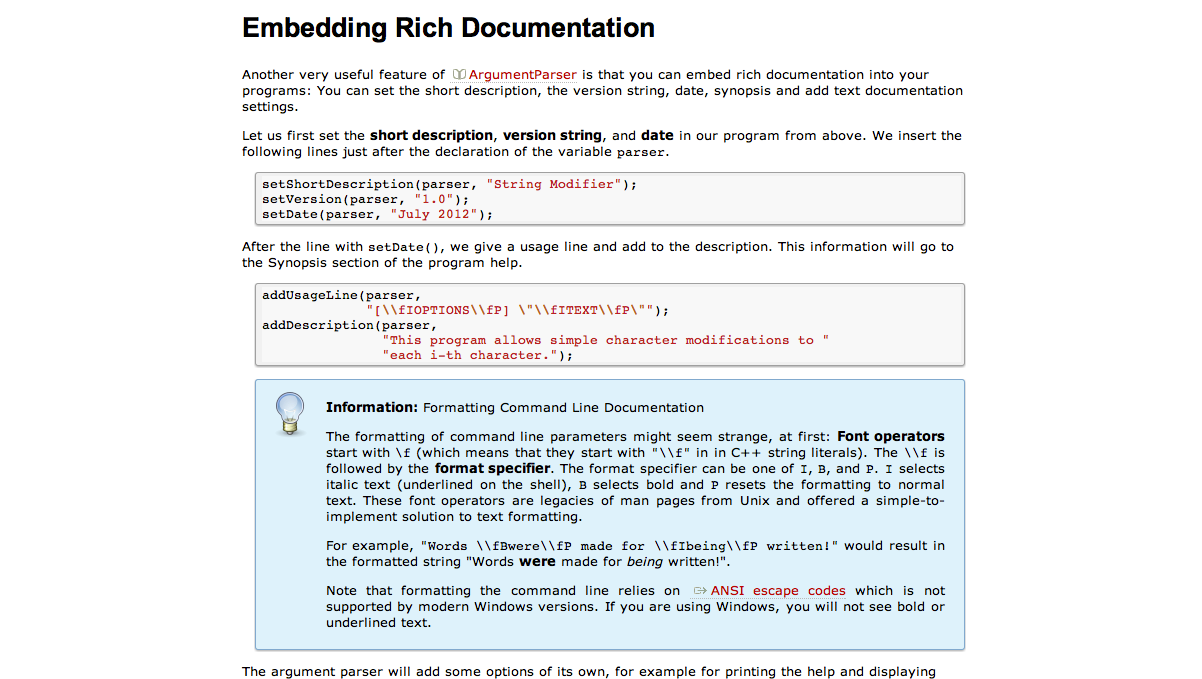 Embedding Rich Documentation
Another very useful feature of ArgumentParser is that you can embed rich documentation into your
programs: You can set the short description, the version string, date, synopsis and add text documentation
settings.
Let us first set the short description, version string, and date in our program from above. We insert the
following lines just after the declaration of the variable parser.
setShortDescription(parser, "String Modifier");
setVersion(parser, "1.0");
setDate(parser, "July 2012");
After the line with setDate(), we give a usage line and add to the description. This information will go to
the Synopsis section of the program help.
addUsageLine(parser,
"[\\fIOPTIONS\\fP] \"\\fITEXT\\fP\"");
addDescription(parser,
"This program allows simple character modifications to "
"each i-th character.");
Information: Formatting Command Line Documentation
The formatting of command line parameters might seem strange, at first: Font operators
start with \f (which means that they start with "\\f" in in C++ string literals). The \\f is
followed by the format specifier. The format specifier can be one of I, B, and P. I selects
italic text (underlined on the shell), B selects bold and P resets the formatting to normal
text. These font operators are legacies of man pages from Unix and offered a simple-to-
implement solution to text formatting.
For example, "Words \\fBwere\\fP made for \\fIbeing\\fP written!" would result in
the formatted string "Words were made for being written!".
Note that formatting the command line relies on ANSI escape codes which is not
supported by modern Windows versions. If you are using Windows, you will not see bold or
underlined text.
The argument parser will add some options of its own, for example for printing the help and displaying